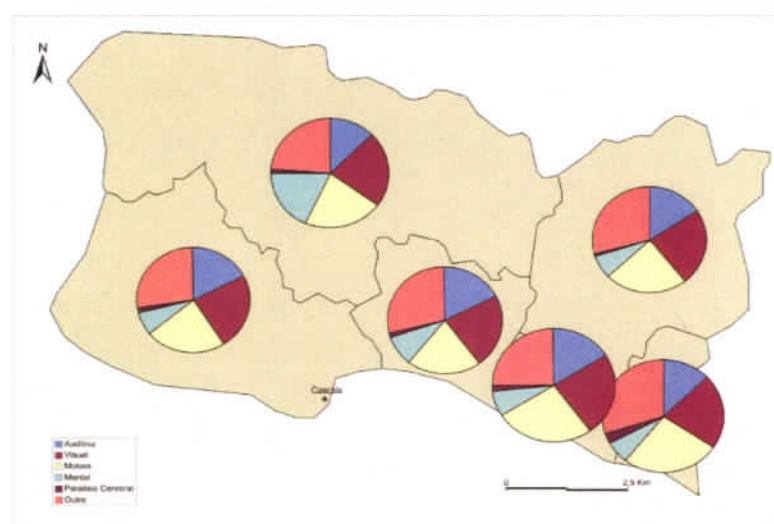 N
Cascais
Auditiva
Visual
Motora
Mental
Paralisia Cerebral
Outra
0 2,5 Km